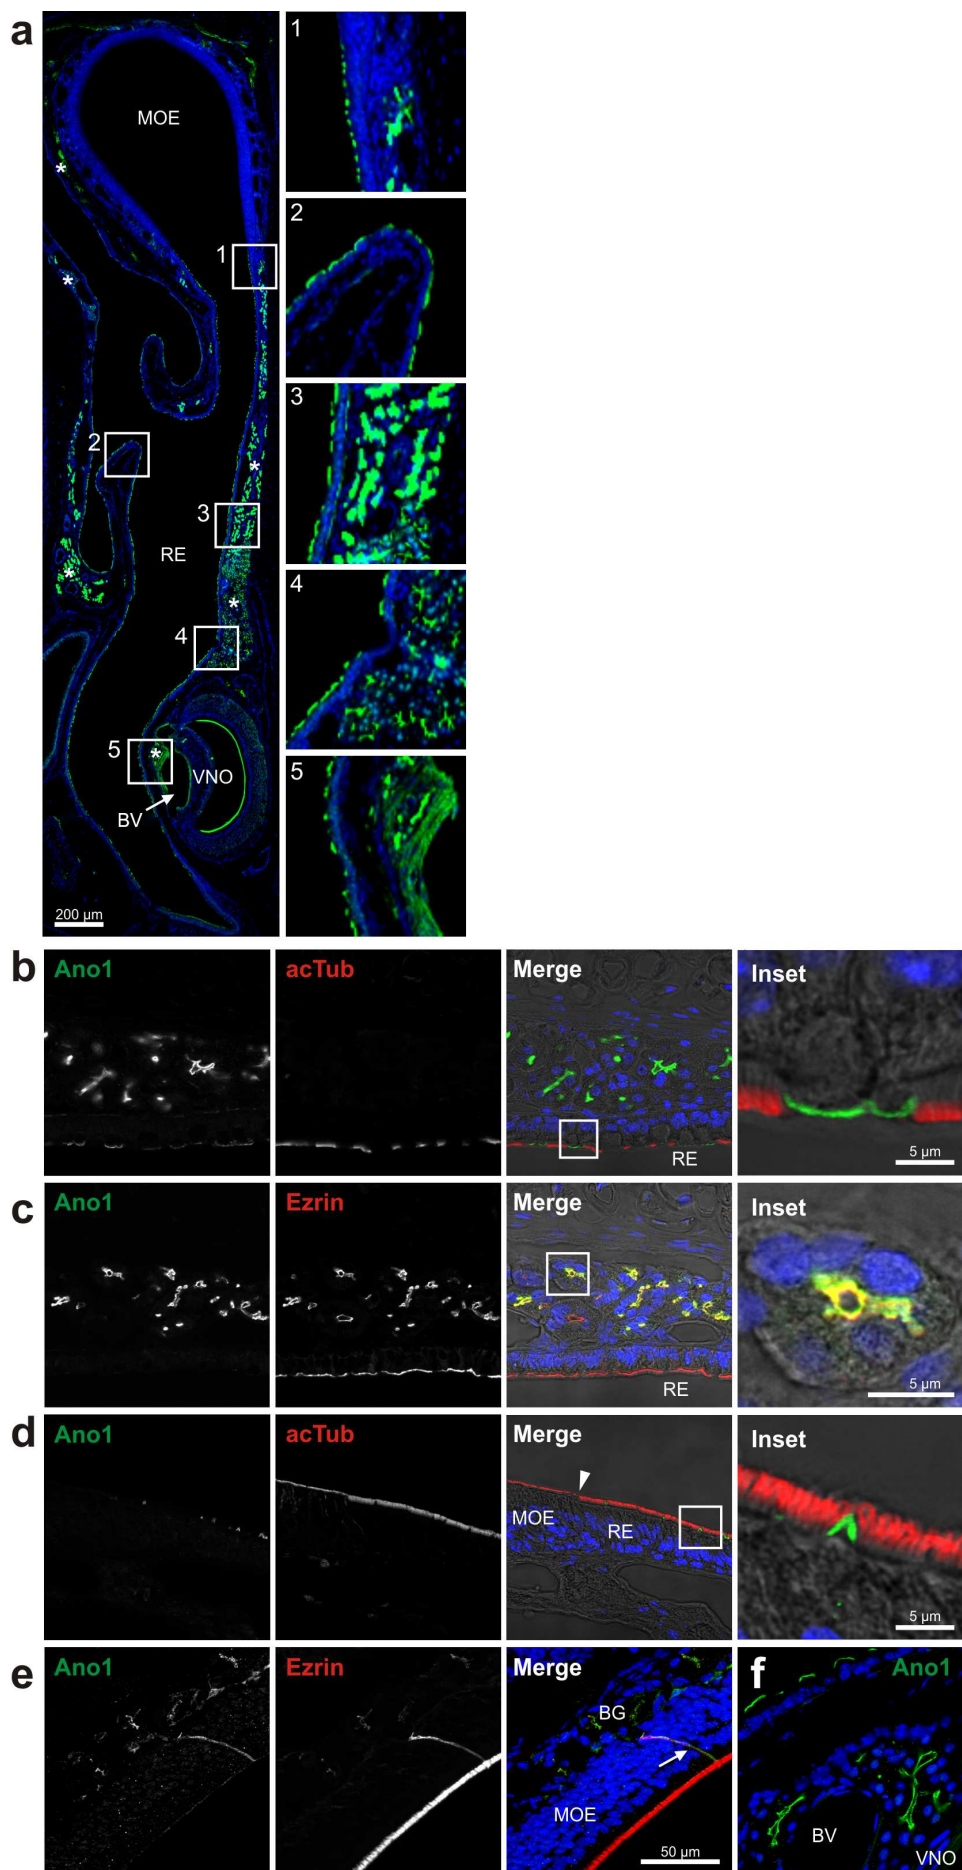 a
MOE
*
*
1
2
*
3
RE
*
*
4
5
*
VNO
BV
200 µm
1
2
3
4
5
b
Ano1
acTub
Merge
Inset
RE
5 µm
c
Ano1
Ezrin
Merge
Inset
RE
5 µm
d
Ano1
acTub
Merge
Inset
MOE
RE
5 µm
e
Ano1
Ezrin
Merge
BG
MOE
50 µm
f
Ano1
BV
VNO